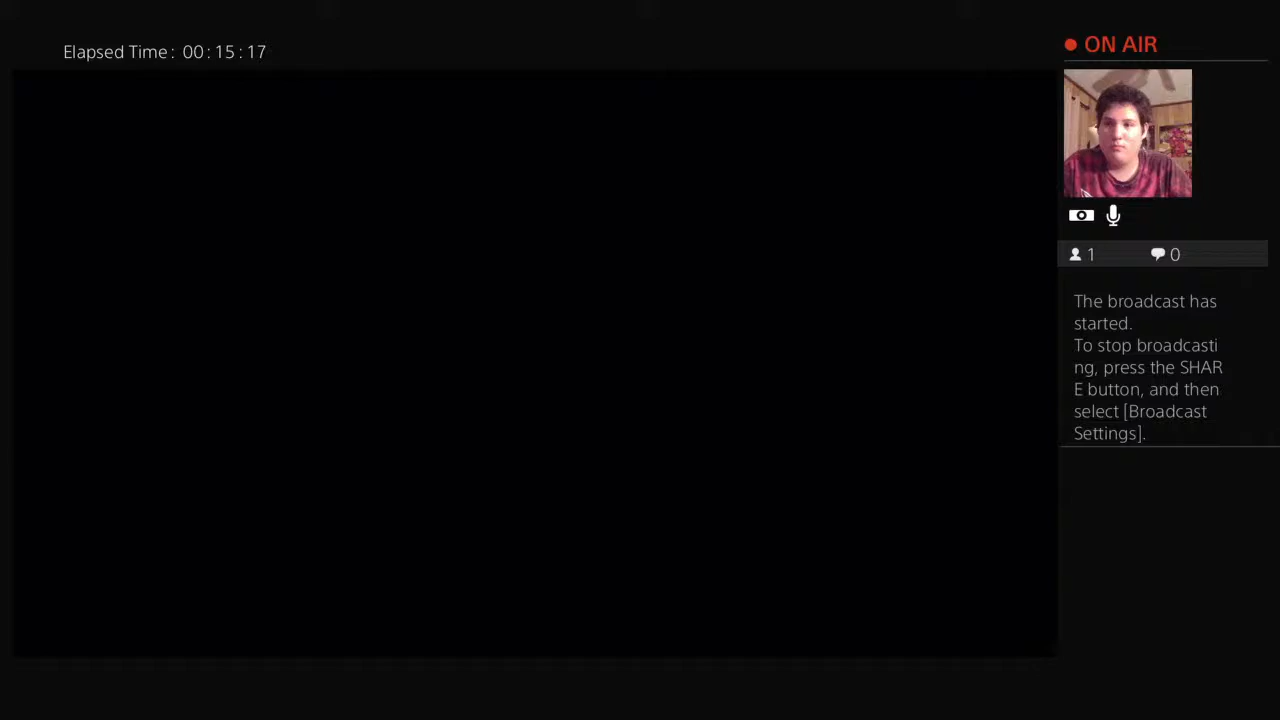 Elapsed Time: 00:15:17
ON AIR
1 0
The broadcast has
started.
To stop broadcasti
ng, press the SHAR
E button, and then
select [Broadcast
Settings].